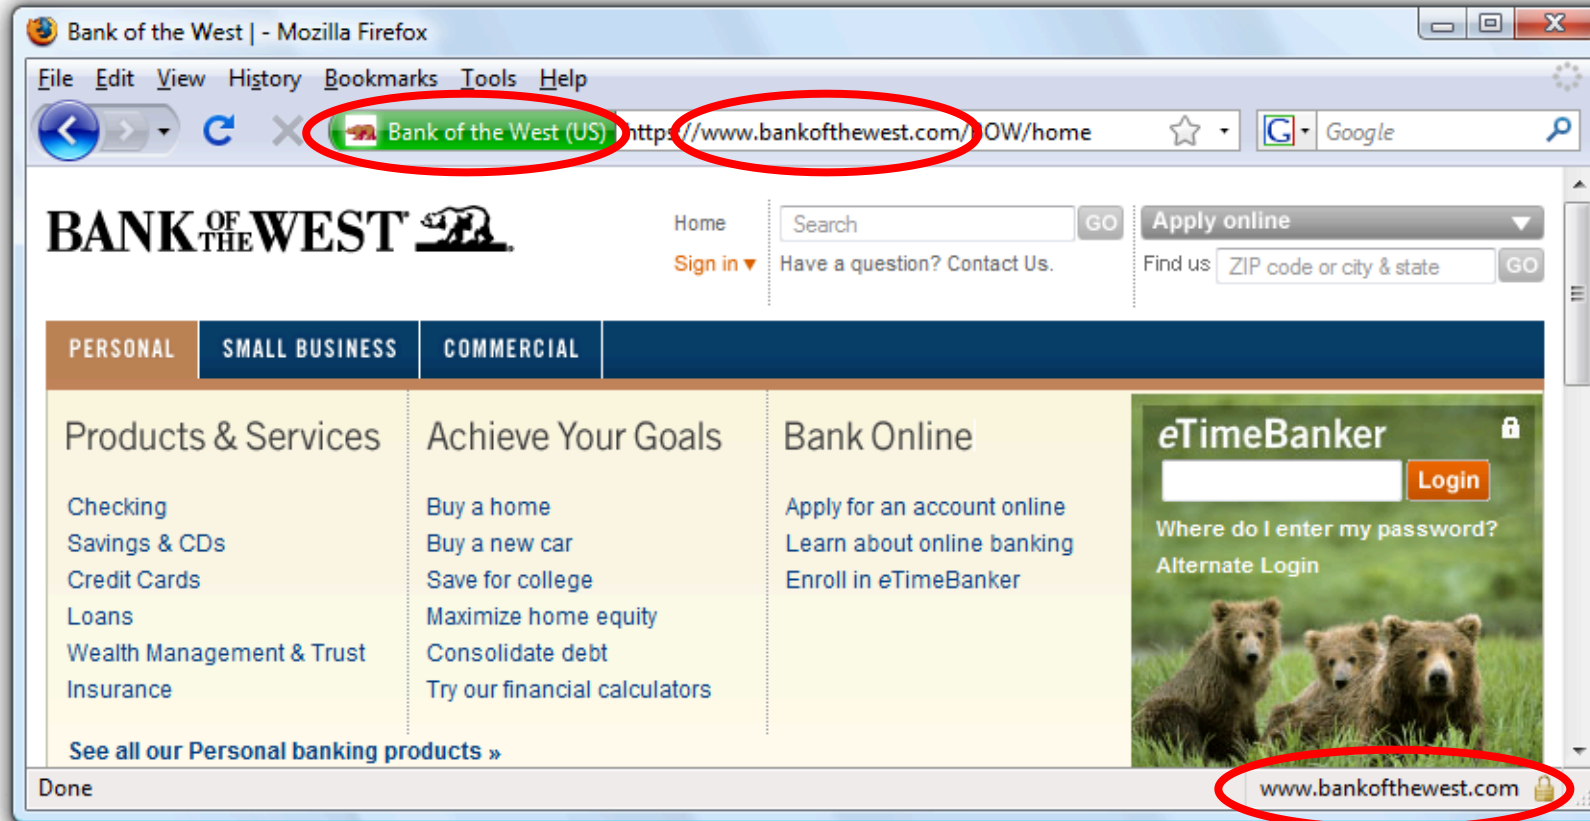 Bank of the West | - Mozilla Firefox
File Edit View History Bookmarks Tools Help
Bank of the West (US) https://www.bankofthewest.com/BOW/home Google
BANK OF THE WEST
Home Search GO Apply online
Sign in Have a question? Contact Us. Find us ZIP code or city & state GO
PERSONAL SMALL BUSINESS COMMERCIAL
Products & Services Achieve Your Goals Bank Online eTimeBanker
Login
Checking Buy a home Apply for an account online Where do I enter my password?
Savings & CDs Buy a new car Learn about online banking Alternate Login
Credit Cards Save for college Enroll in eTimeBanker
Loans Maximize home equity
Wealth Management & Trust Consolidate debt
Insurance Try our financial calculators
See all our Personal banking products »
Done www.bankofthewest.com